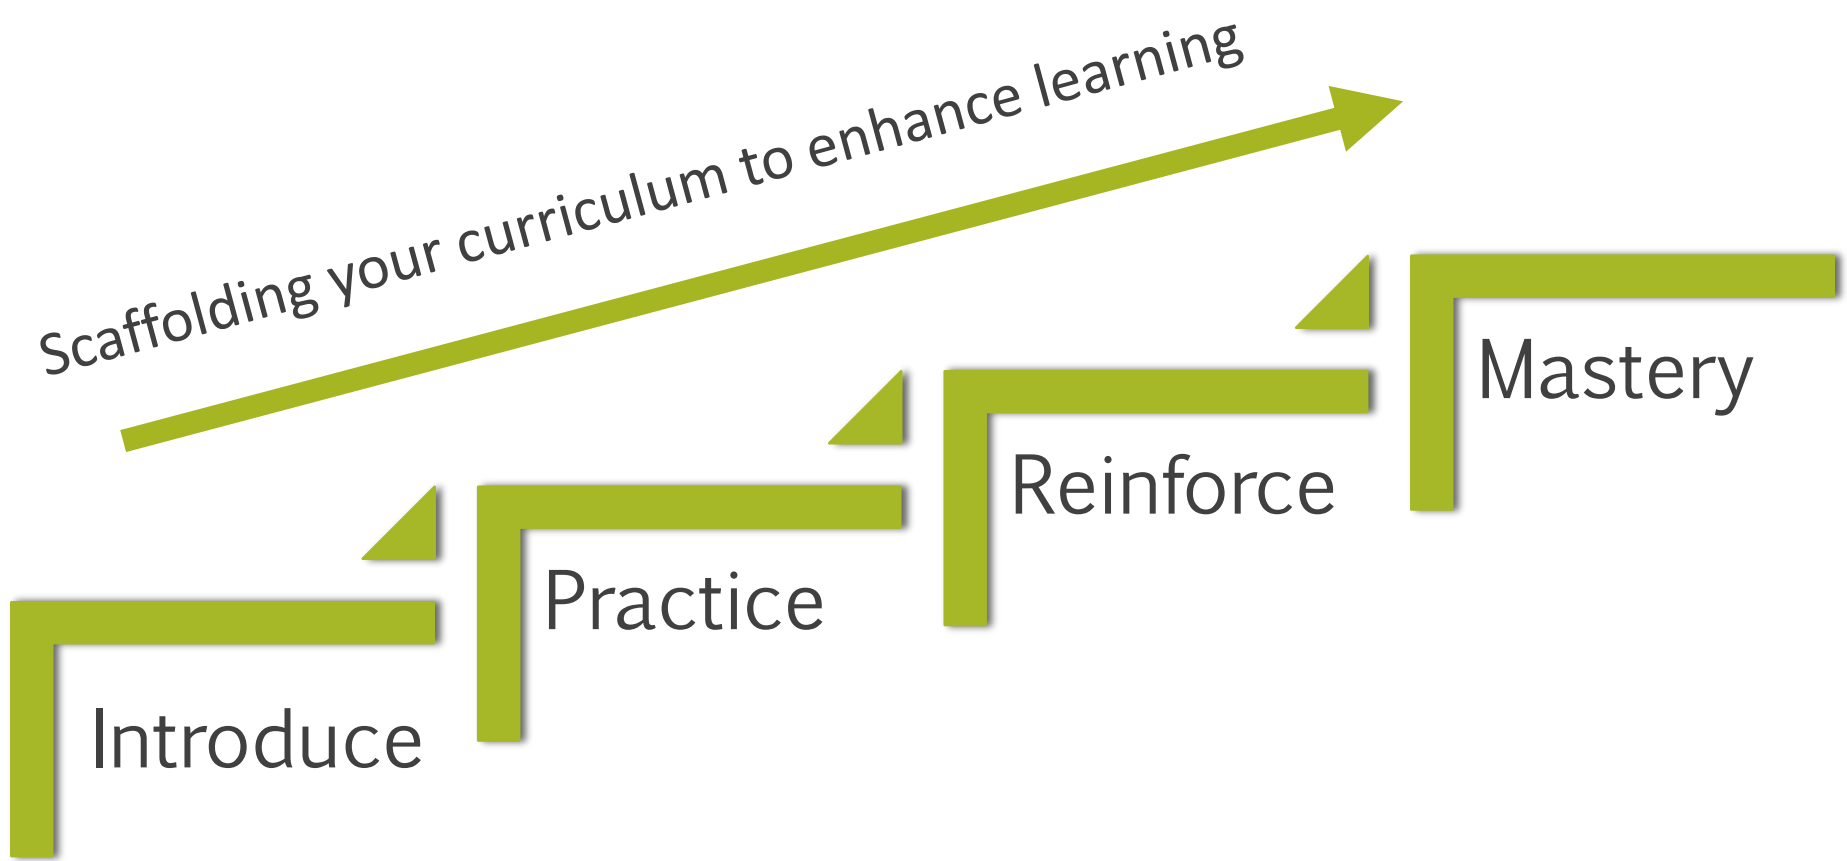 Scaffolding your curriculum to enhance learning
Introduce
Practice
Reinforce
Mastery